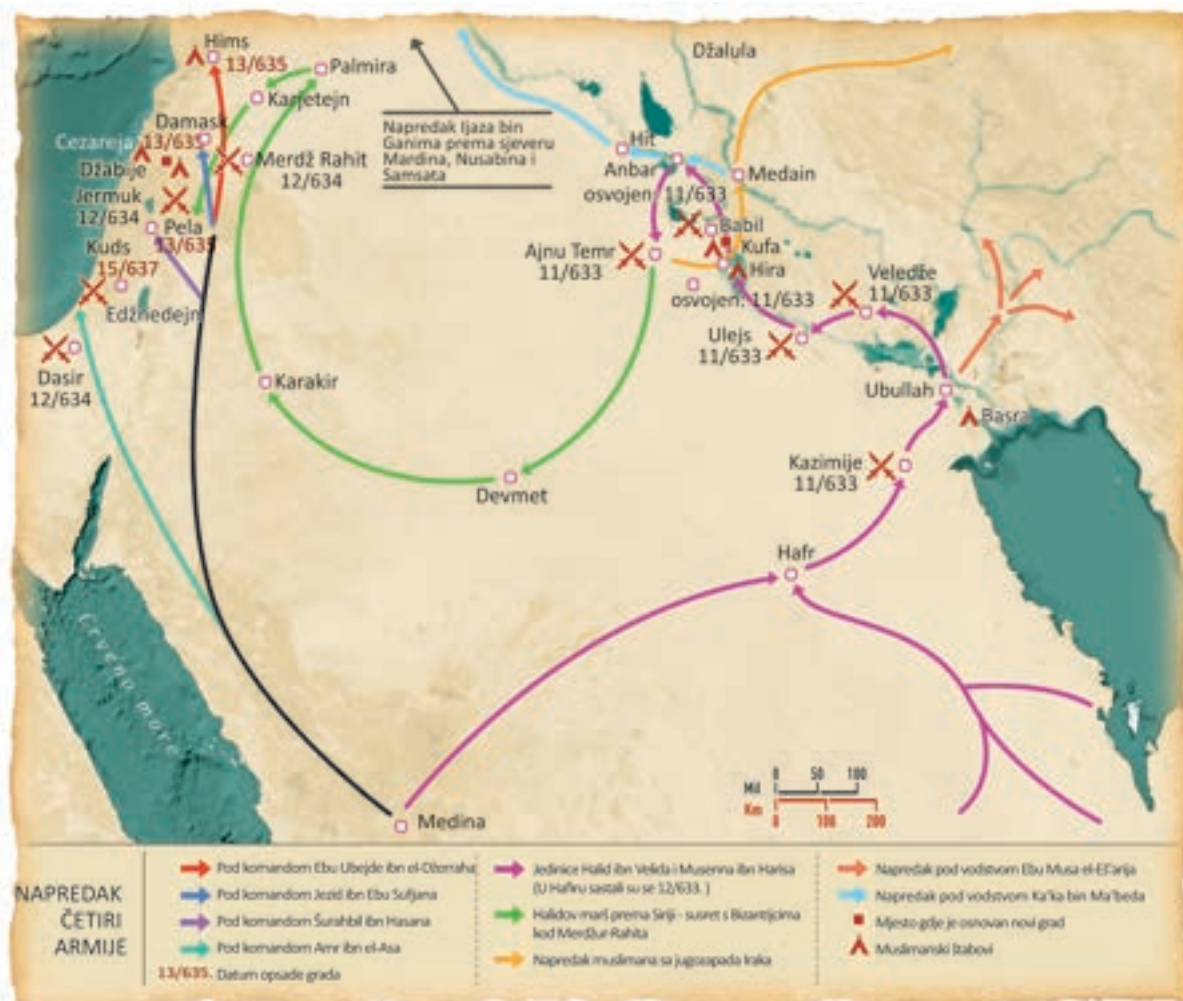 Hims
13/635
Palmira
Karjetejn
Damask
13/635
Cezareja
Džabije
Merdž Rahit
12/634
Jermuk
12/634
Pela
13/635
Kuds
15/637
Edžnedejn
Dasir
12/634
Napredak Ijaza bin
Ganima prema sjeveru
Mardina, Nusabina i
Samsata
Džalula
Hit
Anbar
osvojen: 11/633
Medain
Babil
Kufa
Hira
osvojen: 11/633
Ajnu Temr
11/633
Veledže
11/633
Ulejs
11/633
Ubullah
Basra
Kazimije
11/633
Karakir
Devmet
Hafr
Medina
Crveno more
0 50 100
Mil
Km
0 100 200
NAPREDAK
ČETIRI
ARMIJE
Pod komandom Ebu Ubejde ibn el-Džerraha
Pod komandom Jezid ibn Ebu Sufjana
Pod komandom Šurahbil ibn Hasana
Pod komandom Amr ibn el-Asa
13/635. Datum opsade grada
Jedinice Halid ibn Velida i Musenna ibn Harisa
(U Hafiru sastali su se 12/633. )
Halidov marš prema Siriji - susret s Bizantijcima
kod Merdžur-Rahita
Napredak muslimana sa jugozapada Iraka
Napredak pod vodstvom Ebu Musa el-Eš'arija
Napredak pod vodstvom Ka'ka bin Ma'beda
Mjesto gdje je osnovan novi grad
Muslimanski štabovi